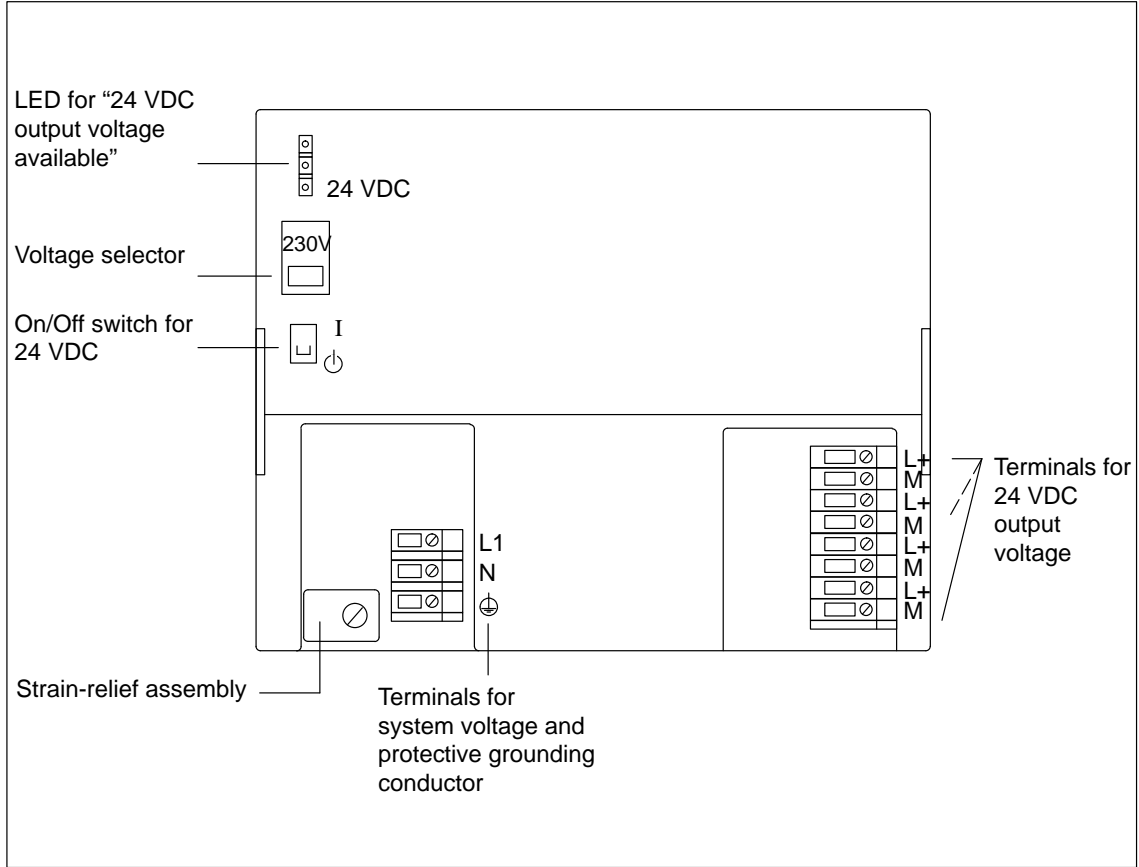 LED for “24 VDC
output voltage
available”
24 VDC
Voltage selector
230V
On/Off switch for
24 VDC
I
L+
M
L+
M
L+
M
L+
M
Terminals for
24 VDC
output
voltage
L1
N
Strain-relief assembly
Terminals for
system voltage and
protective grounding
conductor